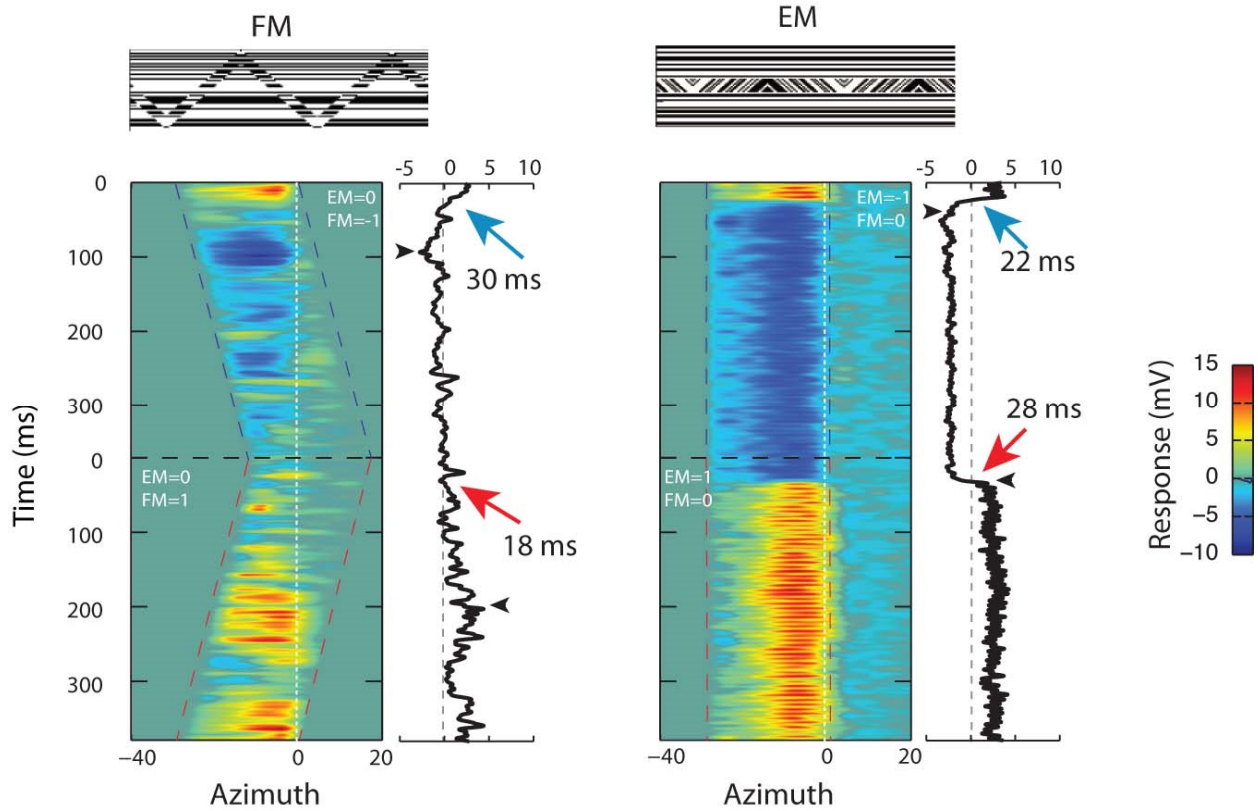 FM
EM
-5 0 5 10
-5 0 5 10
0
100
200
300
0
100
200
300
Time (ms)
EM=0
FM=-1
EM=0
FM=1
30 ms
18 ms
EM=-1
FM=0
EM=1
FM=0
22 ms
28 ms
15
10
5
0
−5
−10
Response (mV)
−40 0 20
−40 0 20
Azimuth
Azimuth